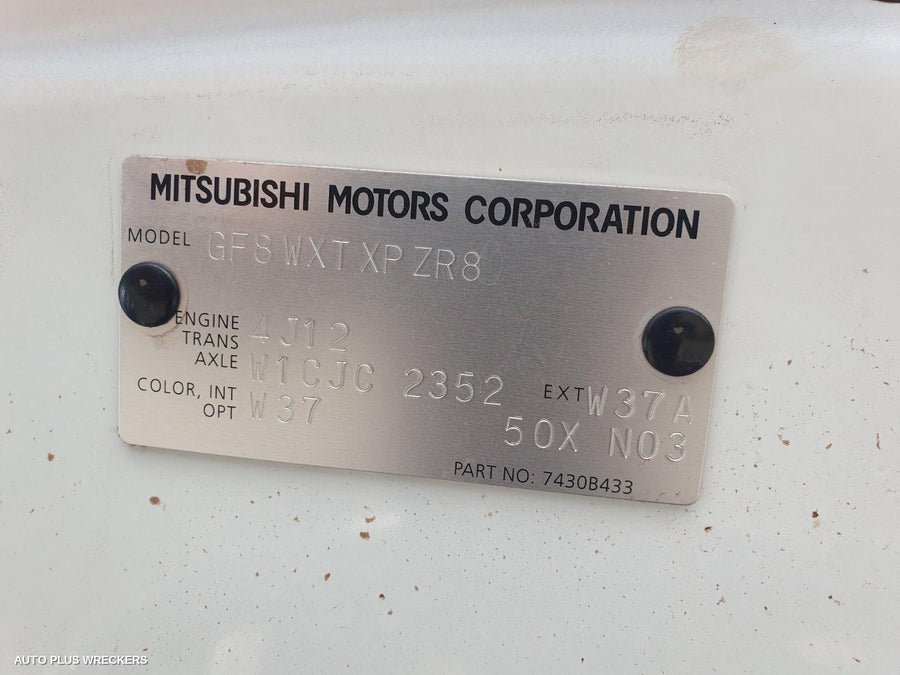 MITSUBISHI MOTORS CORPORATION
MODEL GF8WXTXPZR8
ENGINE 4J12
TRANS
AXLE W1CJC 2352
COLOR, INT W37 EXT W37A
OPT 50X N03
PART NO: 7430B433
AUTO PLUS WRECKERS